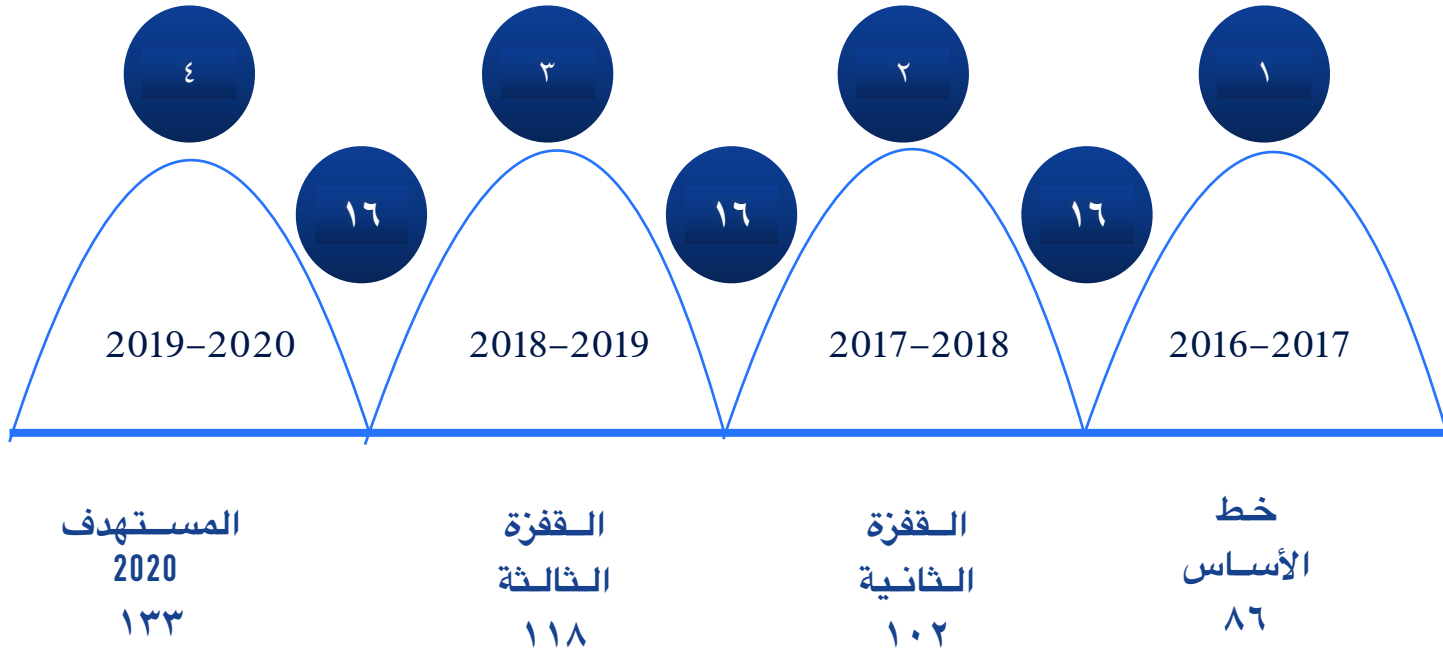 ١
٢
٣
٤
١٦
١٦
١٦
2016–2017
2017–2018
2018–2019
2019–2020
خط
الأساس
٨٦
القفزة
الثانية
١٠٢
القفزة
الثالثة
١١٨
المستهدف
2020
١٣٣